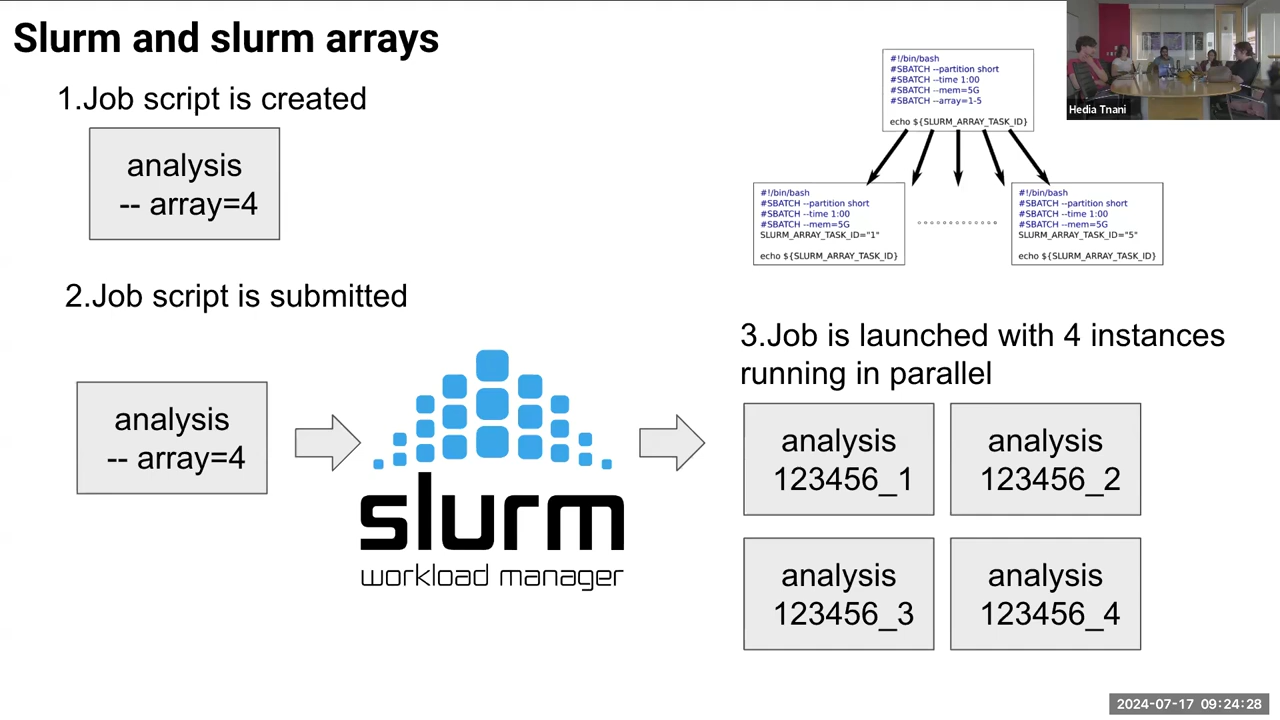 Slurm and slurm arrays
1.Job script is created
analysis
-- array=4
#!/bin/bash
#SBATCH --partition short
#SBATCH --time 1:00
#SBATCH --mem=5G
#SBATCH --array=1-5
echo ${SLURM_ARRAY_TASK_ID}
#!/bin/bash
#SBATCH --partition short
#SBATCH --time 1:00
#SBATCH --mem=5G
SLURM_ARRAY_TASK_ID="1"
echo ${SLURM_ARRAY_TASK_ID}
#!/bin/bash
#SBATCH --partition short
#SBATCH --time 1:00
#SBATCH --mem=5G
SLURM_ARRAY_TASK_ID="5"
echo ${SLURM_ARRAY_TASK_ID}
Hedia Tnani
2.Job script is submitted
analysis
-- array=4
slurm
workload manager
3.Job is launched with 4 instances
running in parallel
analysis
123456_1
analysis
123456_2
analysis
123456_3
analysis
123456_4
2024-07-17 09:24:28